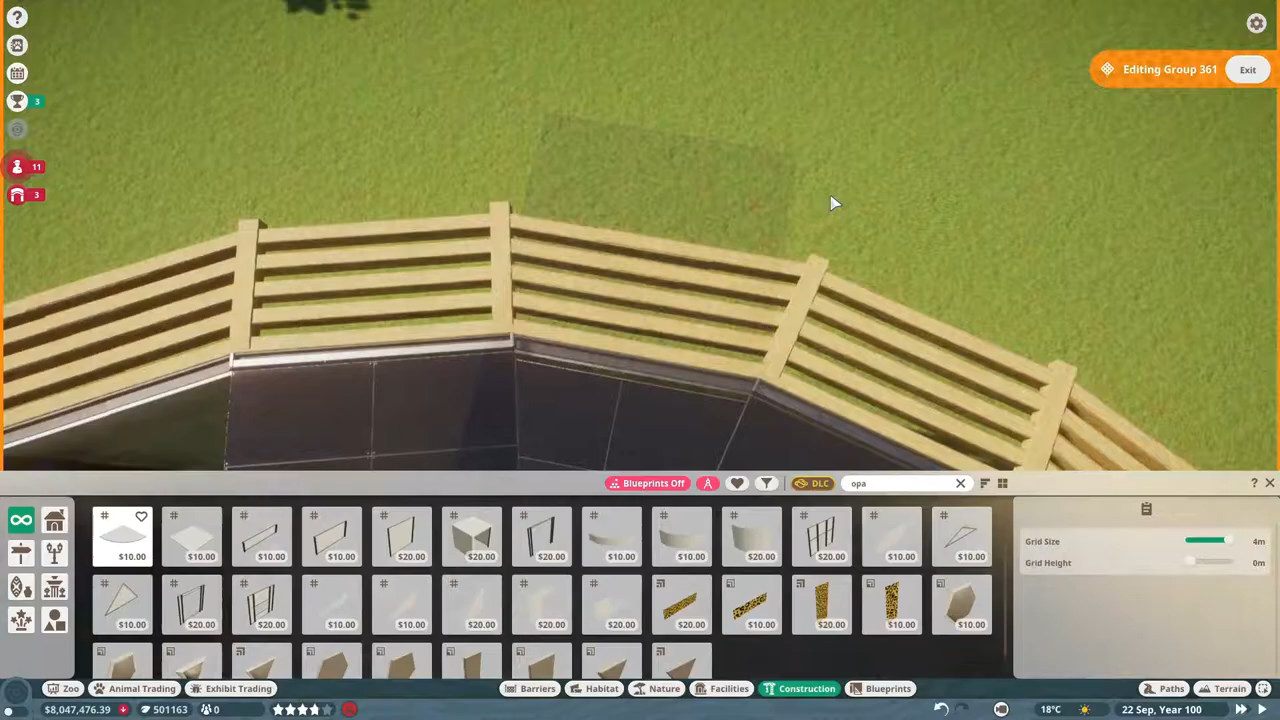 ?
3
11
3
Editing Group 361
Exit
Blueprints Off
DLC
opa
?
$10.00 $10.00 $10.00 $10.00 $20.00 $20.00 $20.00 $10.00 $10.00 $20.00 $20.00 $10.00 $10.00
$10.00 $20.00 $20.00 $10.00 $10.00 $20.00 $20.00 $20.00 $20.00 $10.00 $20.00 $10.00 $10.00
Grid Size 4m
Grid Height 0m
Zoo Animal Trading Exhibit Trading Barriers Habitat Nature Facilities Construction Blueprints Paths Terrain
$8,047,476.39 501163 0 18°C 22 Sep, Year 100